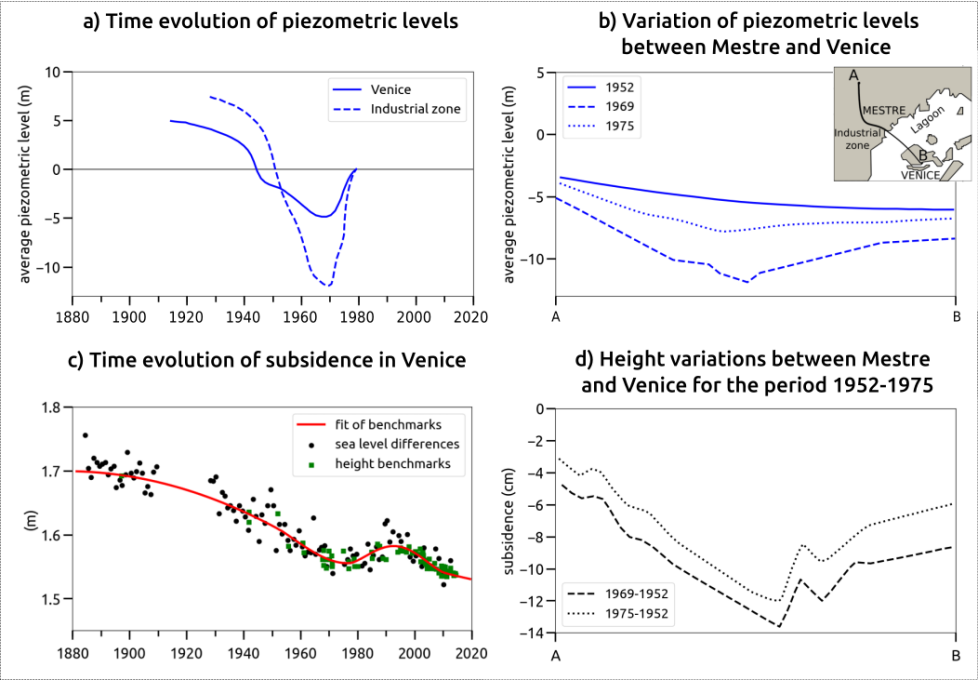 a) Time evolution of piezometric levels
average piezometric level (m)
10
5
0
−5
−10
Venice
Industrial zone
1880 1900 1920 1940 1960 1980 2000 2020
b) Variation of piezometric levels
between Mestre and Venice
average piezometric level (m)
5
0
−5
−10
1952
1969
1975
A
MESTRE
Lagoon
Industrial
zone
B
VENICE
A B
c) Time evolution of subsidence in Venice
(m)
1.8
1.7
1.6
1.5
fit of benchmarks
sea level differences
height benchmarks
1880 1900 1920 1940 1960 1980 2000 2020
d) Height variations between Mestre
and Venice for the period 1952-1975
subsidence (cm)
0
−2
−4
−6
−8
−10
−12
−14
1969-1952
1975-1952
A B